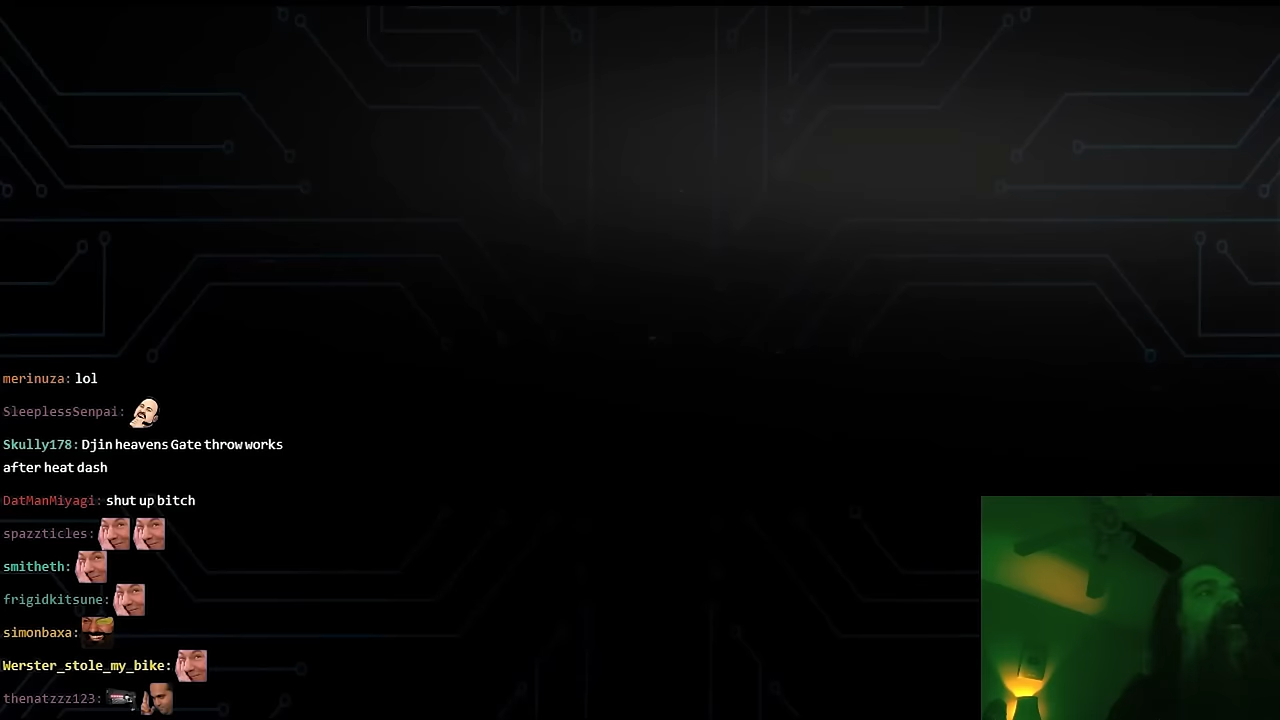 merinuza: lol
SleeplessSenpai:
Skully178: Djin heavens Gate throw works
after heat dash
DatManMiyagi: shut up bitch
spazzticles:
smitheth:
frigidkitsune:
simonbaxa:
Werster_stole_my_bike:
thenatzzz123: